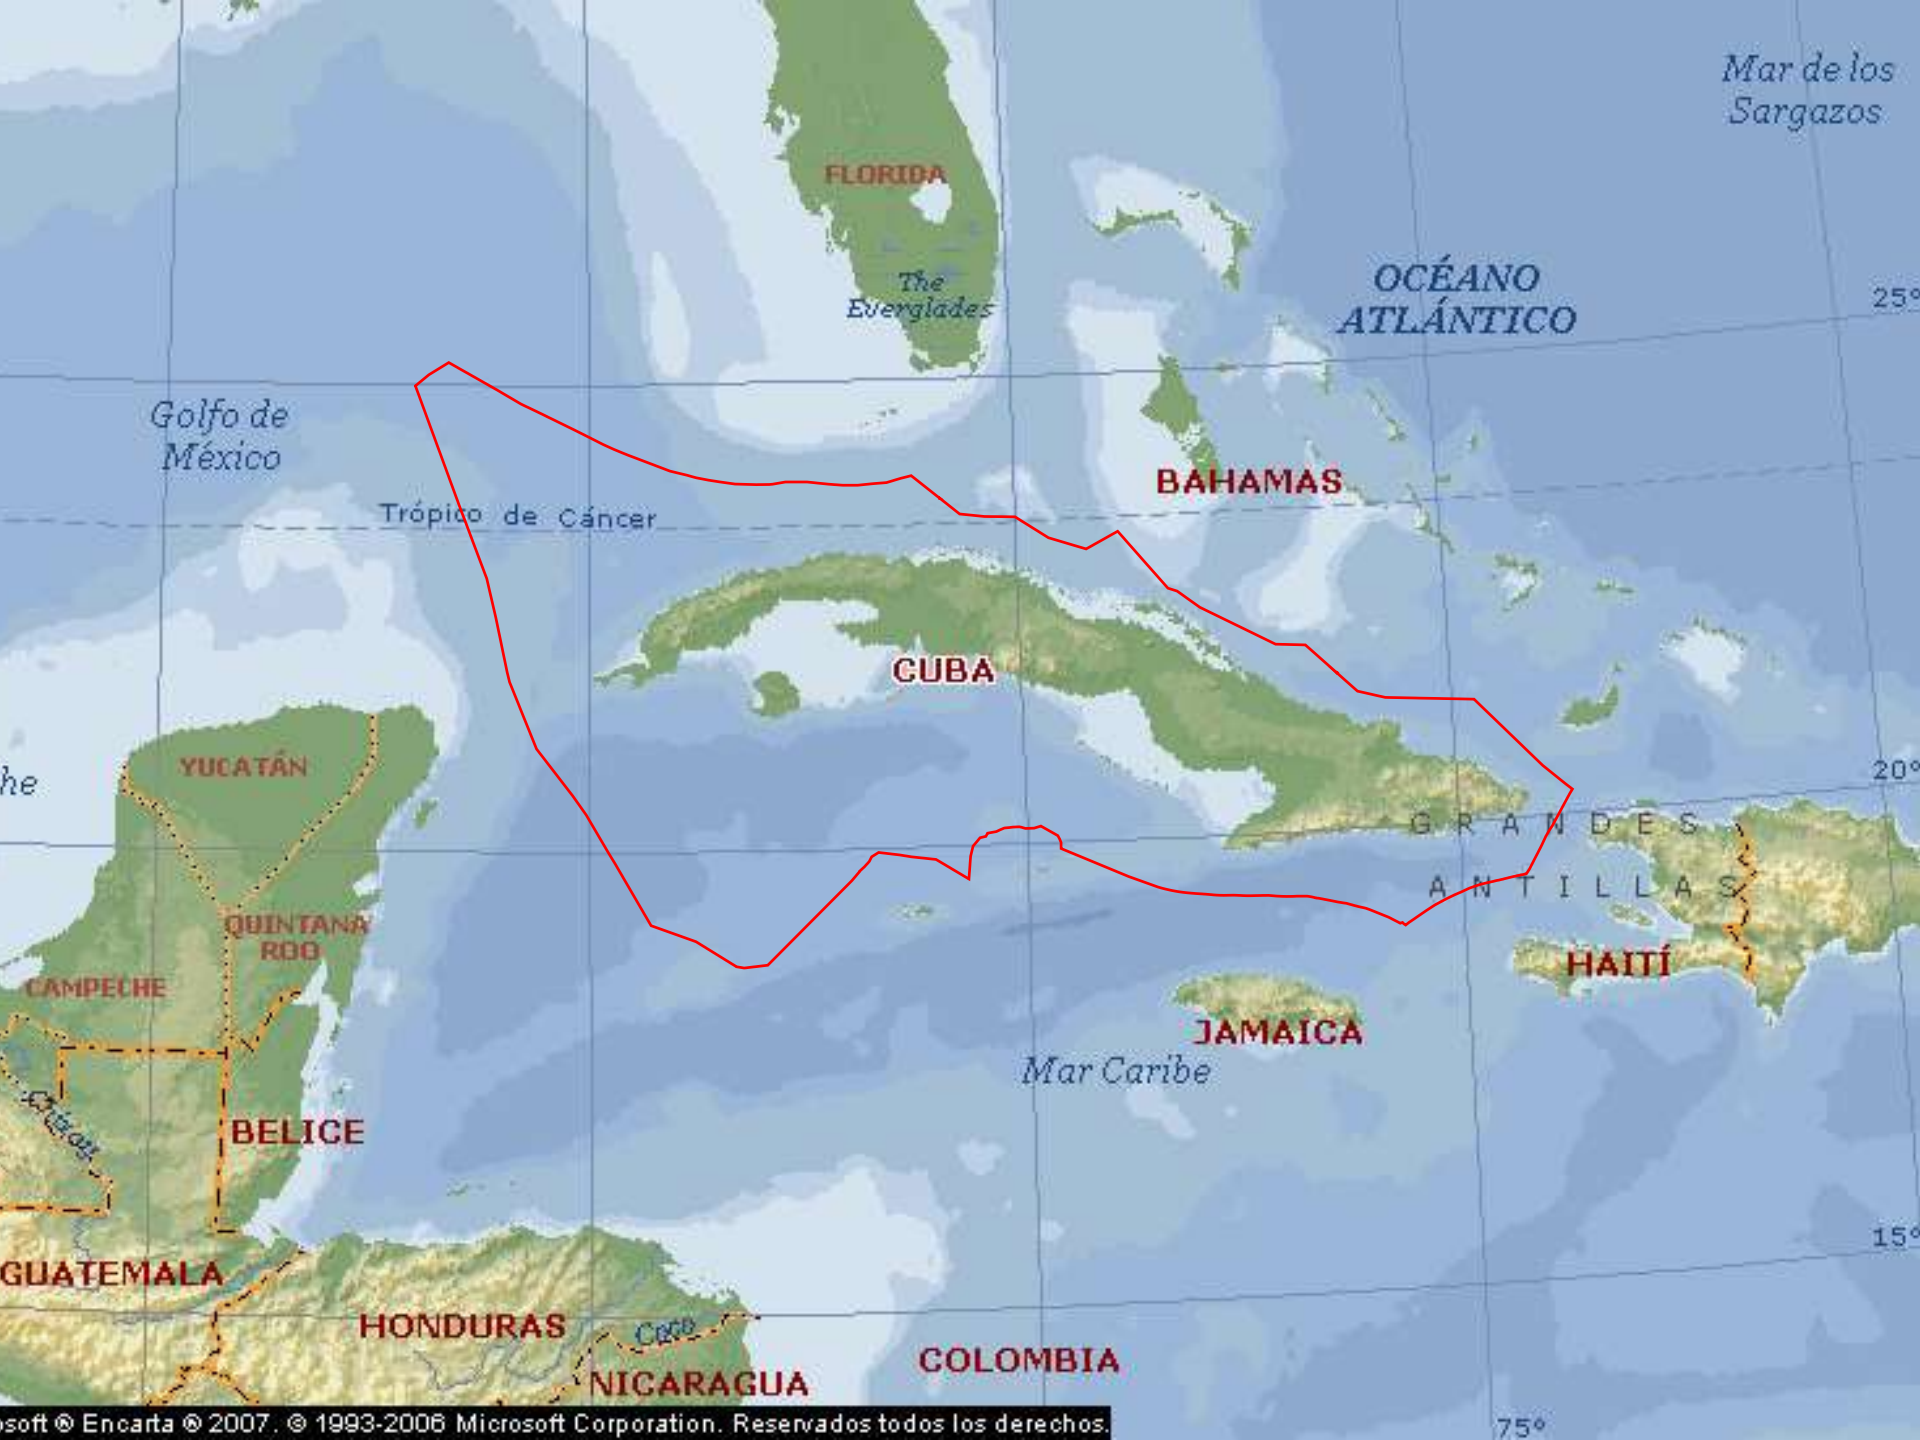 Mar de los
Sargazos
FLORIDA
The
Everglades
OCÉANO
ATLÁNTICO
25°
Golfo de
México
BAHAMAS
Trópico de Cáncer
CUBA
YUCATÁN
he
20°
GRANDES
ANTILLAS
QUINTANA
ROO
HAITÍ
CAMPECHE
JAMAICA
Mar Caribe
BELICE
15°
GUATEMALA
HONDURAS
Coco
COLOMBIA
NICARAGUA
osoft ® Encarta ® 2007. © 1993-2006 Microsoft Corporation. Reservados todos los derechos.
75°